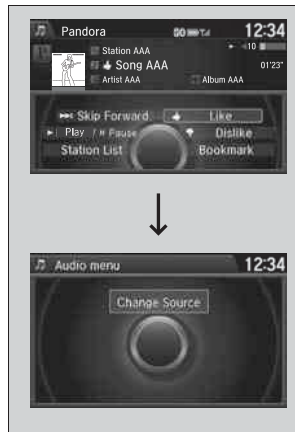 Pandora 12:34
Station AAA 10
Song AAA 01'23"
Artist AAA Album AAA
Skip Forward Like
Play / Pause Dislike
Station List Bookmark
Audio menu 12:34
Change Source